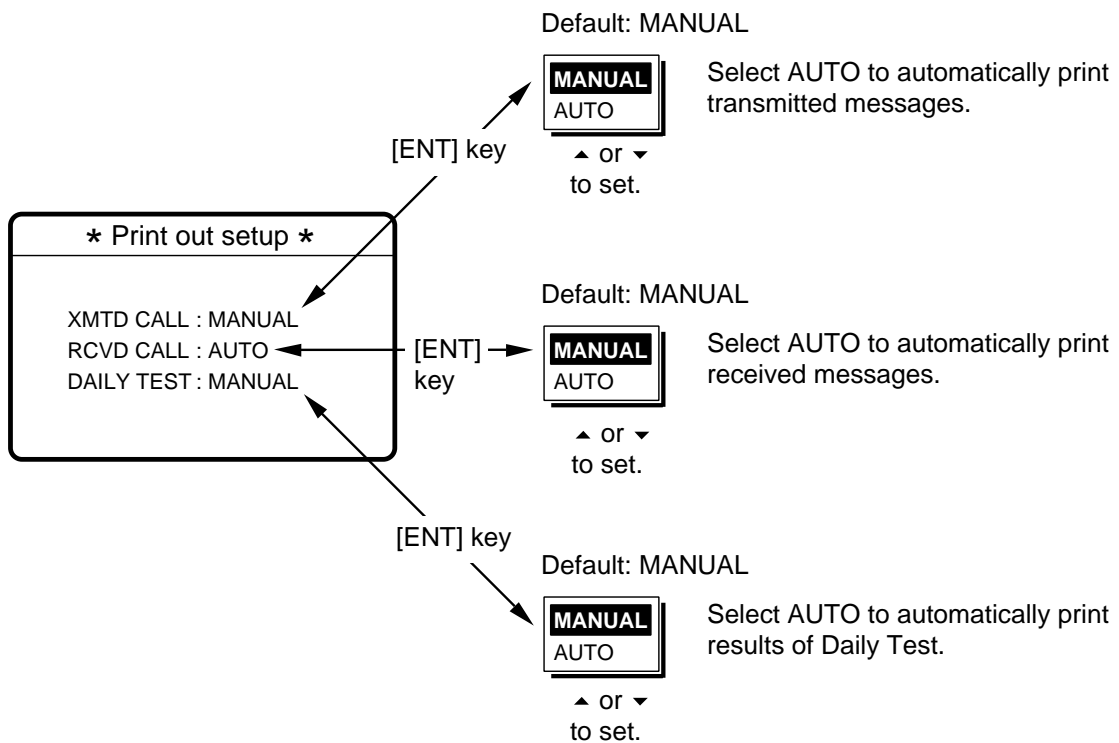 Default: MANUAL
MANUAL
AUTO
Select AUTO to automatically print
transmitted messages.
▲ or ▼
to set.
[ENT] key
* Print out setup *
XMTD CALL : MANUAL
RCVD CALL : AUTO
DAILY TEST : MANUAL
[ENT]
key
Default: MANUAL
MANUAL
AUTO
Select AUTO to automatically print
received messages.
▲ or ▼
to set.
[ENT] key
Default: MANUAL
MANUAL
AUTO
Select AUTO to automatically print
results of Daily Test.
▲ or ▼
to set.